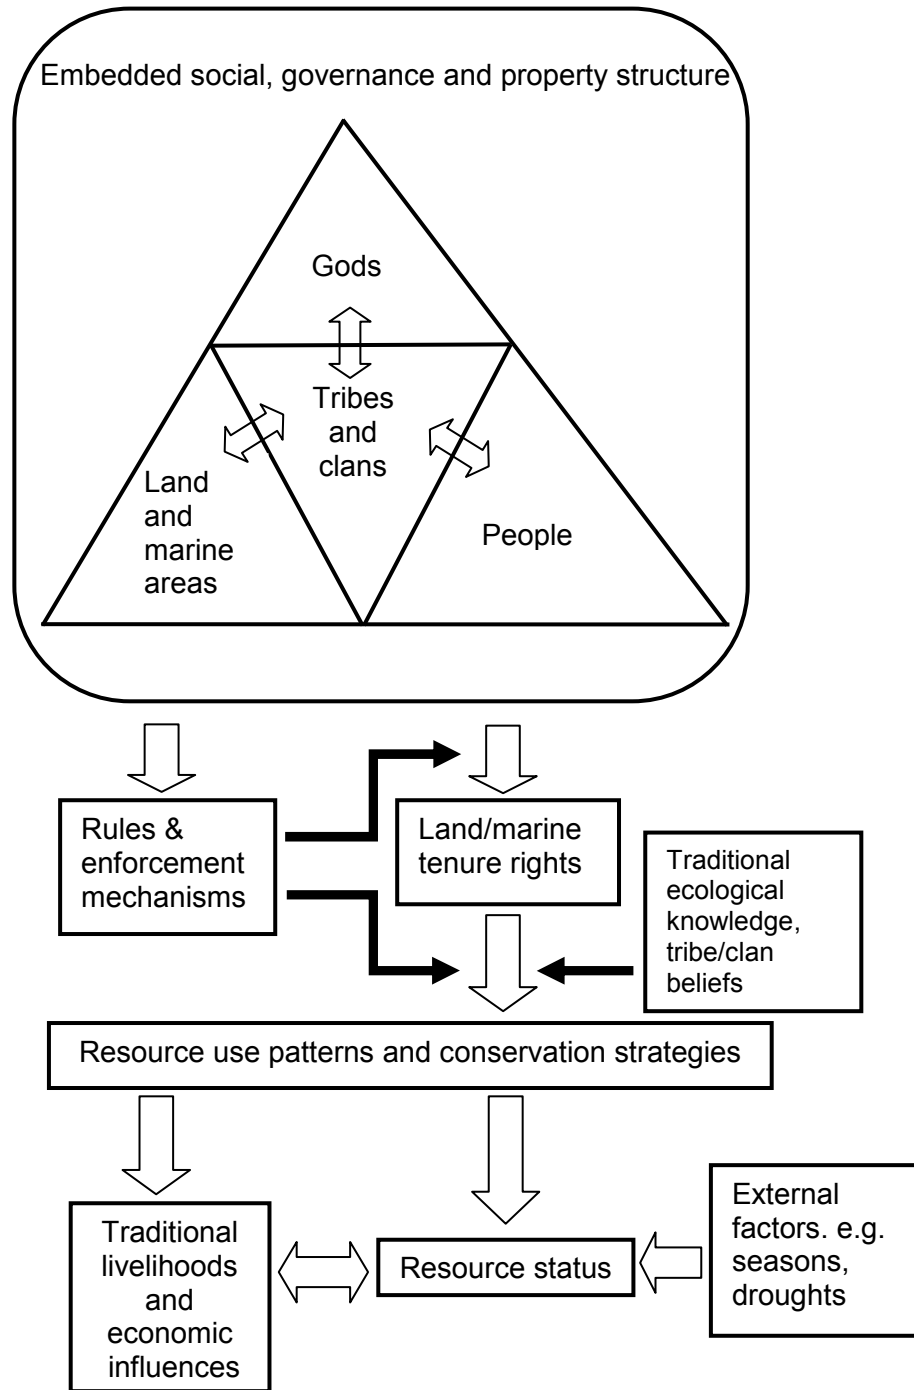 Embedded social, governance and property structure
Gods
Tribes
and
clans
Land
and
marine
areas
People
Rules &
enforcement
mechanisms
Land/marine
tenure rights
Traditional
ecological
knowledge,
tribe/clan
beliefs
Resource use patterns and conservation strategies
Traditional
livelihoods
and
economic
influences
Resource status
External
factors. e.g.
seasons,
droughts